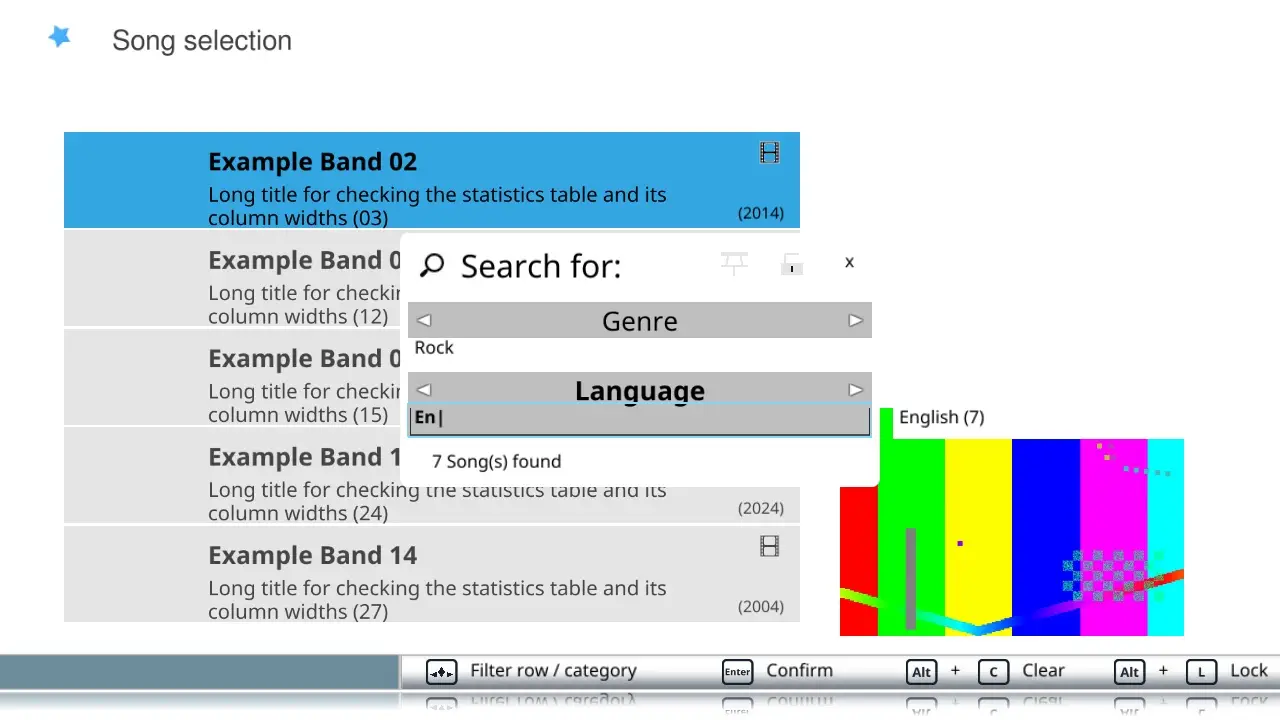 Song selection
Example Band 02
Long title for checking the statistics table and its
column widths (03)
(2014)
Example Band 0
Long title for checkin
column widths (12)
Example Band 0
Long title for checkin
column widths (15)
Example Band 1
Long title for checking the statistics table and its
column widths (24)
(2024)
Example Band 14
Long title for checking the statistics table and its
column widths (27)
(2004)
Search for:
x
Genre
Rock
Language
En|
English (7)
7 Song(s) found
Filter row / category
Enter Confirm
Alt + C Clear
Alt + L Lock